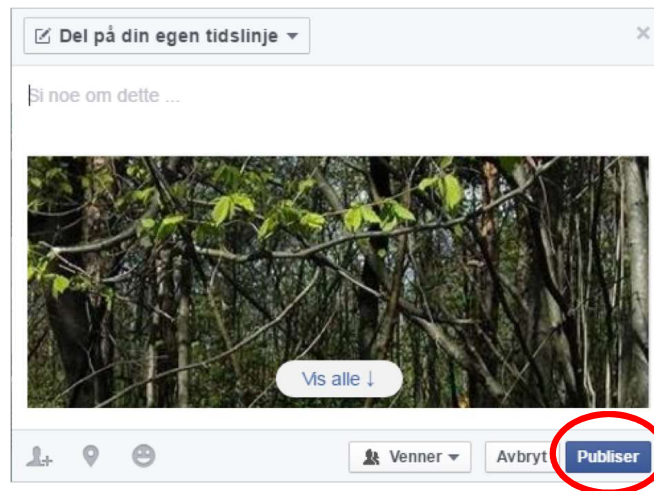 Del på din egen tidslinje
Si noe om dette ...
Vis alle ↓
Venner Avbryt Publiser